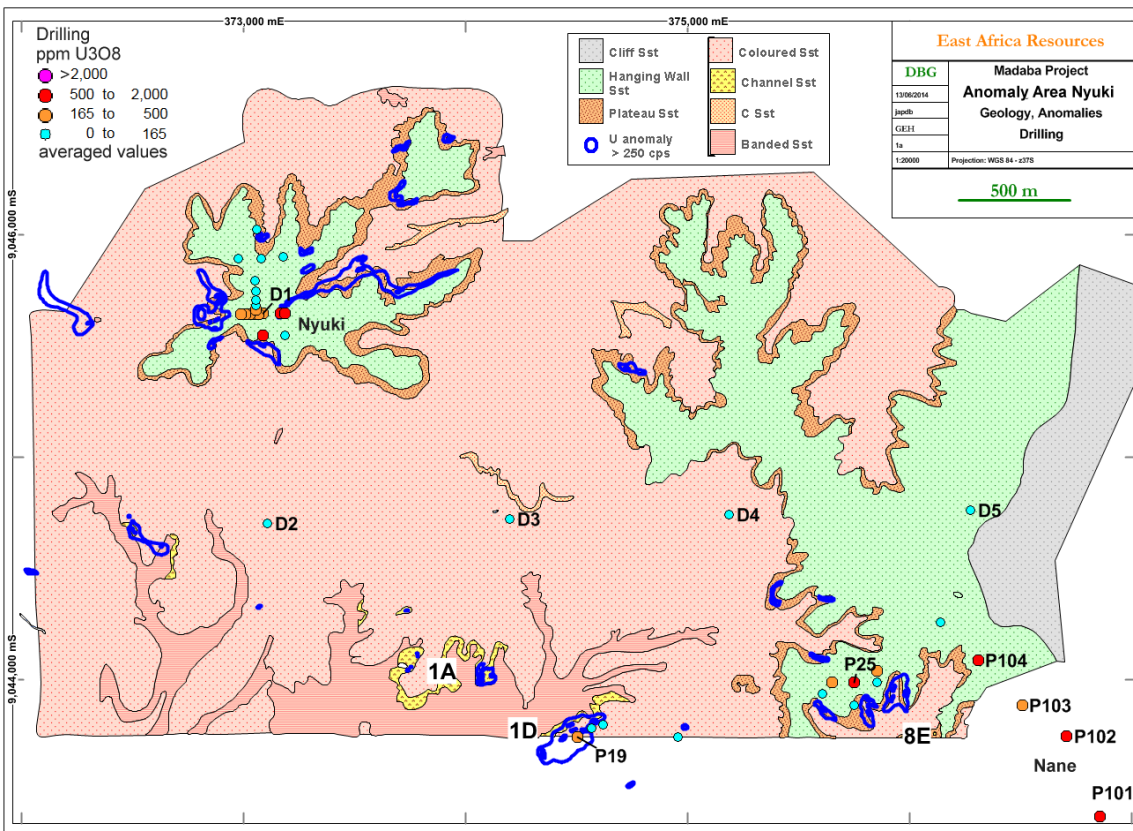 373,000 mE
375,000 mE
9,046,000 mS
9,044,000 mS
Drilling
ppm U3O8
>2,000
500 to 2,000
165 to 500
0 to 165
averaged values
Cliff Sst
Hanging Wall
Sst
Plateau Sst
U anomaly
> 250 cps
Coloured Sst
Channel Sst
C Sst
Banded Sst
East Africa Resources
DBG
13/06/2014
japdb
GEH
1a
1:20000
Madaba Project
Anomaly Area Nyuki
Geology, Anomalies
Drilling
Projection: WGS 84 - z37S
500 m
D1
Nyuki
D2
D3
D4
D5
1A
1D
P19
P25
8E
P104
P103
P102
Nane
P101